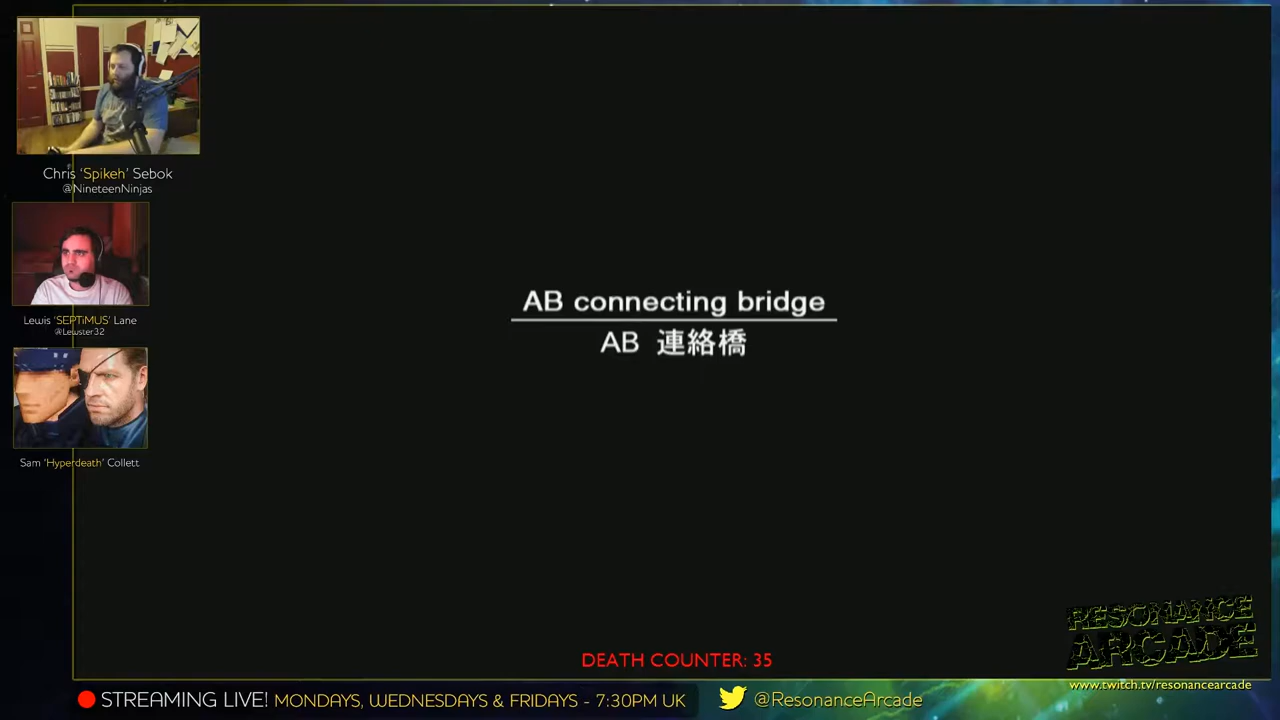 Chris 'Spikeh' Sebok
@NineteenNinjas
Lewis 'SEPTiMUS' Lane
@Lewster32
Sam 'Hyperdeath' Collett
AB connecting bridge
AB 連絡橋
DEATH COUNTER: 35
RESONANCE
ARCADE
www.twitch.tv/resonancearcade
STREAMING LIVE! MONDAYS, WEDNESDAYS & FRIDAYS - 7:30PM UK
@ResonanceArcade